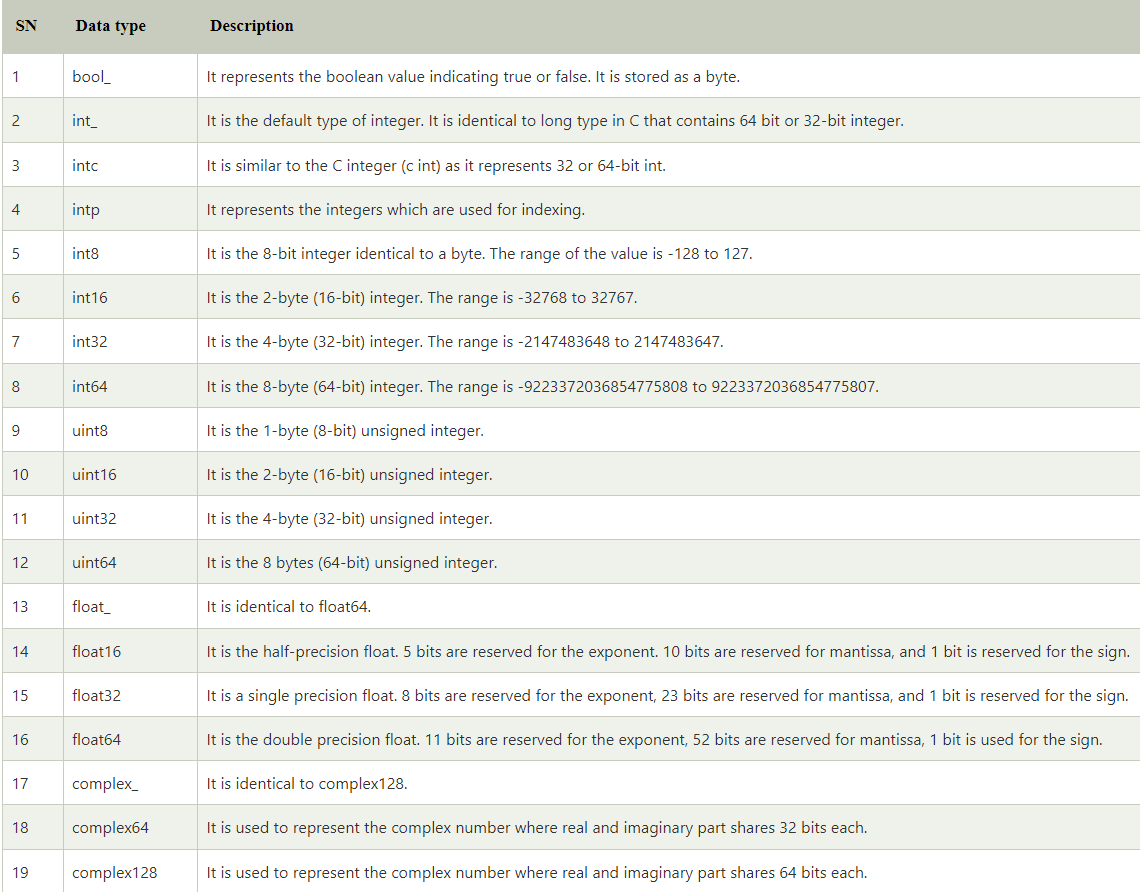 SN Data type Description
1 bool_ It represents the boolean value indicating true or false. It is stored as a byte.
2 int_ It is the default type of integer. It is identical to long type in C that contains 64 bit or 32-bit integer.
3 intc It is similar to the C integer (c int) as it represents 32 or 64-bit int.
4 intp It represents the integers which are used for indexing.
5 int8 It is the 8-bit integer identical to a byte. The range of the value is -128 to 127.
6 int16 It is the 2-byte (16-bit) integer. The range is -32768 to 32767.
7 int32 It is the 4-byte (32-bit) integer. The range is -2147483648 to 2147483647.
8 int64 It is the 8-byte (64-bit) integer. The range is -9223372036854775808 to 9223372036854775807.
9 uint8 It is the 1-byte (8-bit) unsigned integer.
10 uint16 It is the 2-byte (16-bit) unsigned integer.
11 uint32 It is the 4-byte (32-bit) unsigned integer.
12 uint64 It is the 8 bytes (64-bit) unsigned integer.
13 float_ It is identical to float64.
14 float16 It is the half-precision float. 5 bits are reserved for the exponent. 10 bits are reserved for mantissa, and 1 bit is reserved for the sign.
15 float32 It is a single precision float. 8 bits are reserved for the exponent, 23 bits are reserved for mantissa, and 1 bit is reserved for the sign.
16 float64 It is the double precision float. 11 bits are reserved for the exponent, 52 bits are reserved for mantissa, 1 bit is used for the sign.
17 complex_ It is identical to complex128.
18 complex64 It is used to represent the complex number where real and imaginary part shares 32 bits each.
19 complex128 It is used to represent the complex number where real and imaginary part shares 64 bits each.